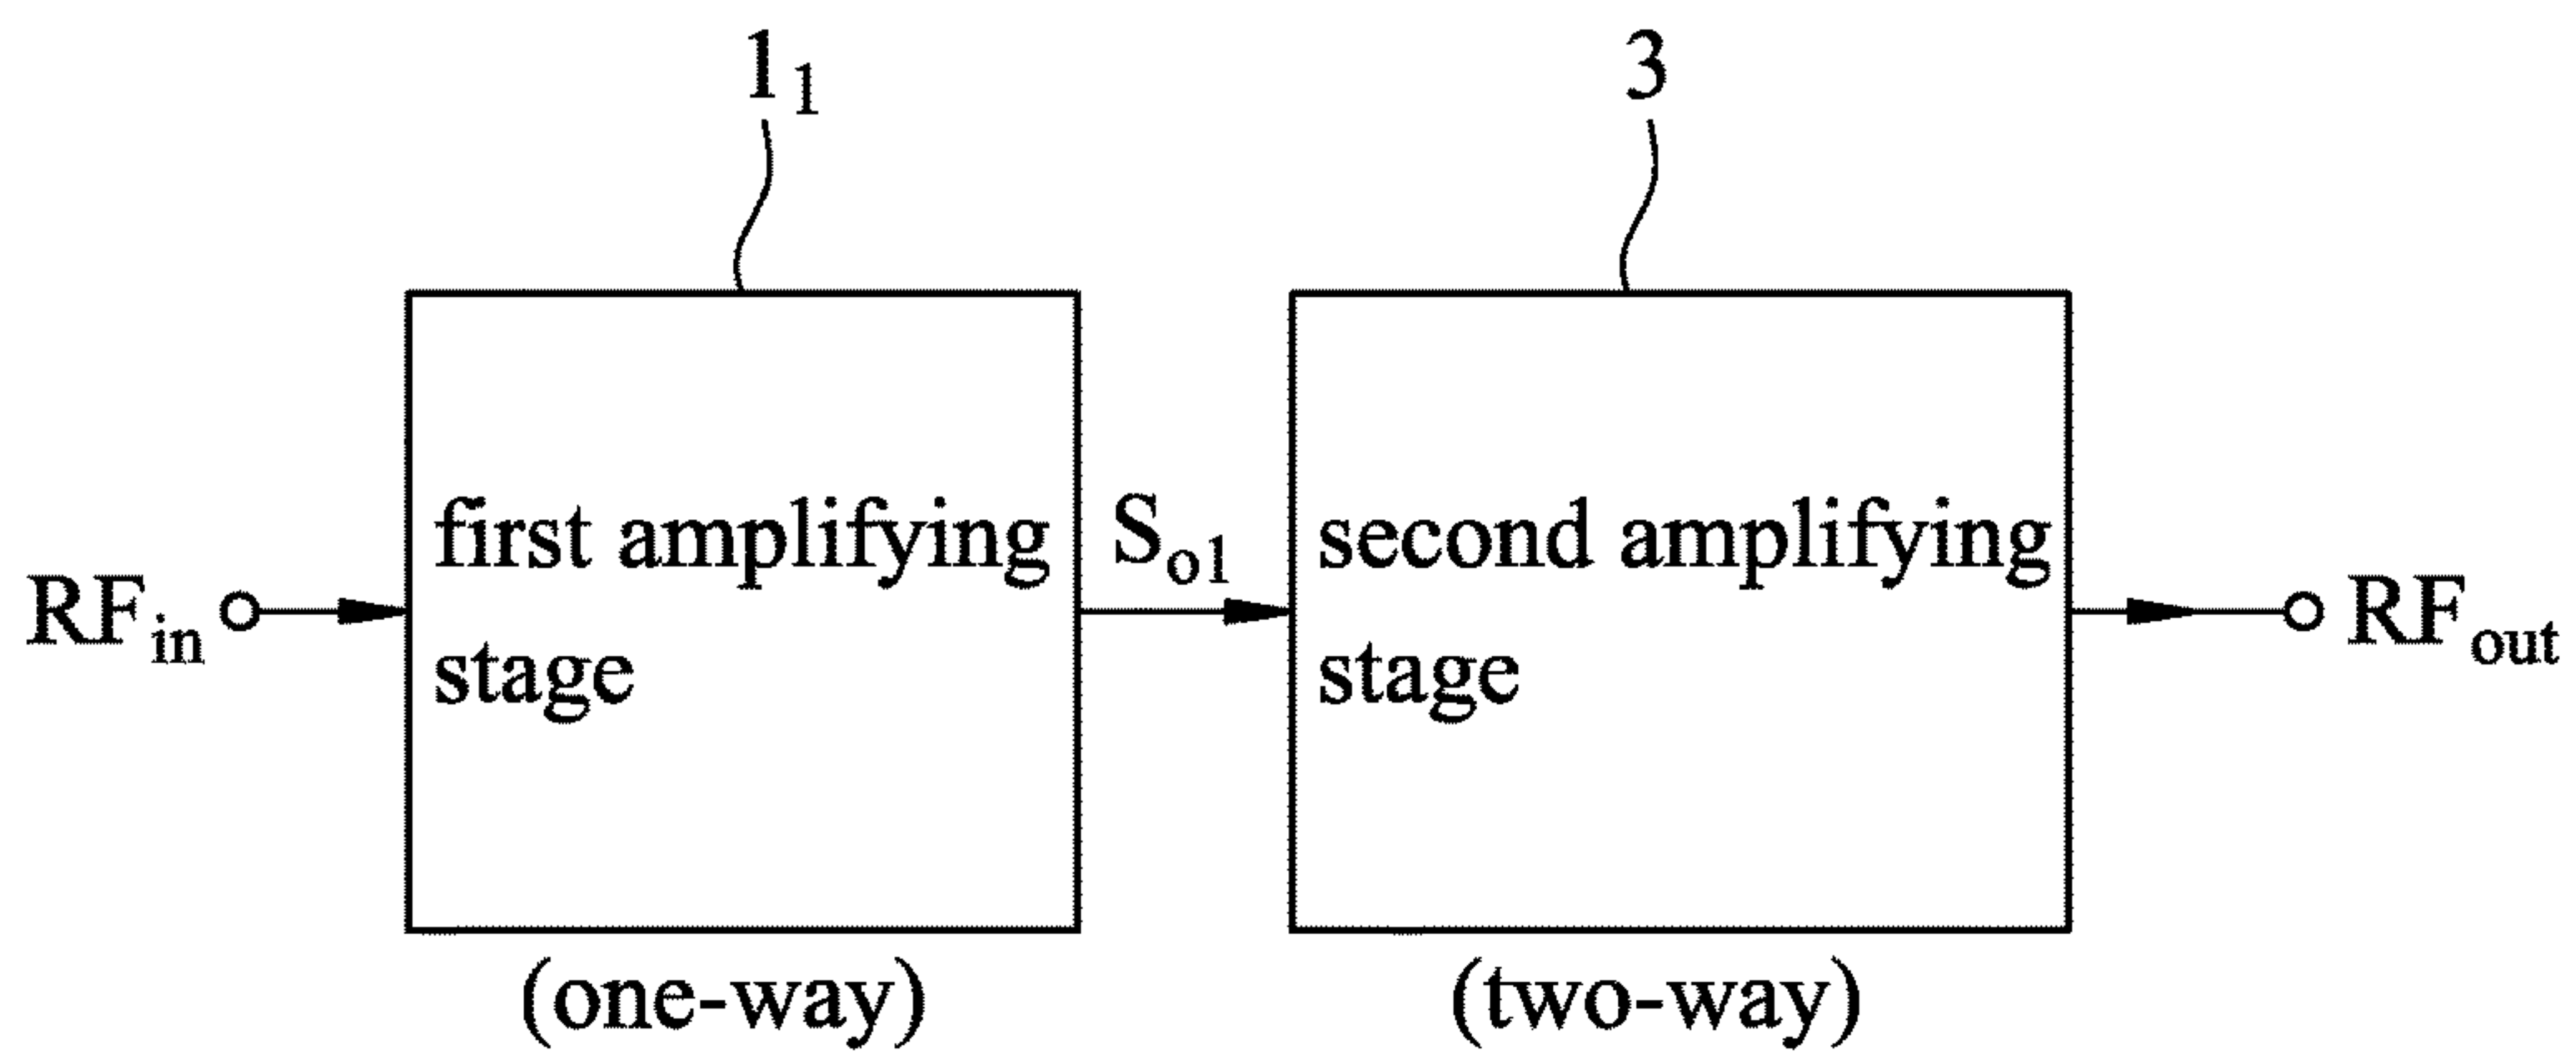 1₁
3
first amplifying
stage
S₀₁
second amplifying
stage
RFᵢₙ
RFₒᵤₜ
(one-way)
(two-way)